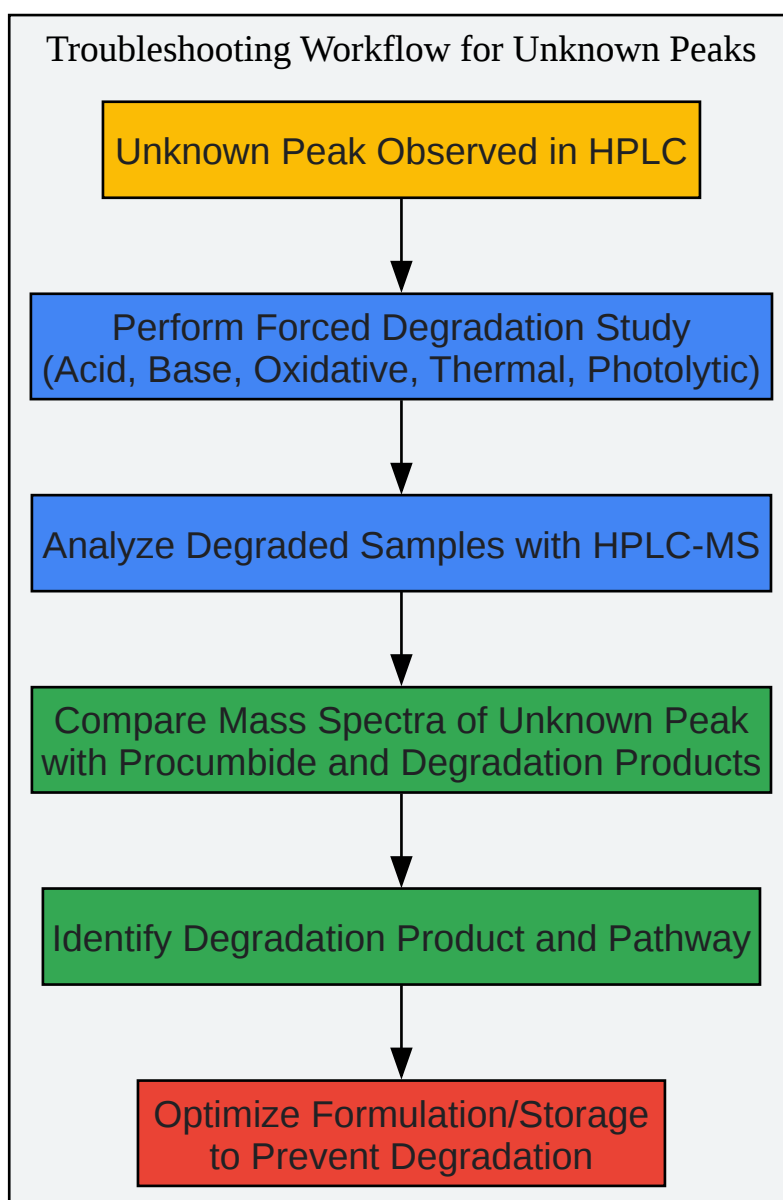 Troubleshooting Workflow for Unknown Peaks
Unknown Peak Observed in HPLC
Perform Forced Degradation Study
(Acid, Base, Oxidative, Thermal, Photolytic)
Analyze Degraded Samples with HPLC-MS
Compare Mass Spectra of Unknown Peak
with Procumbide and Degradation Products
Identify Degradation Product and Pathway
Optimize Formulation/Storage
to Prevent Degradation